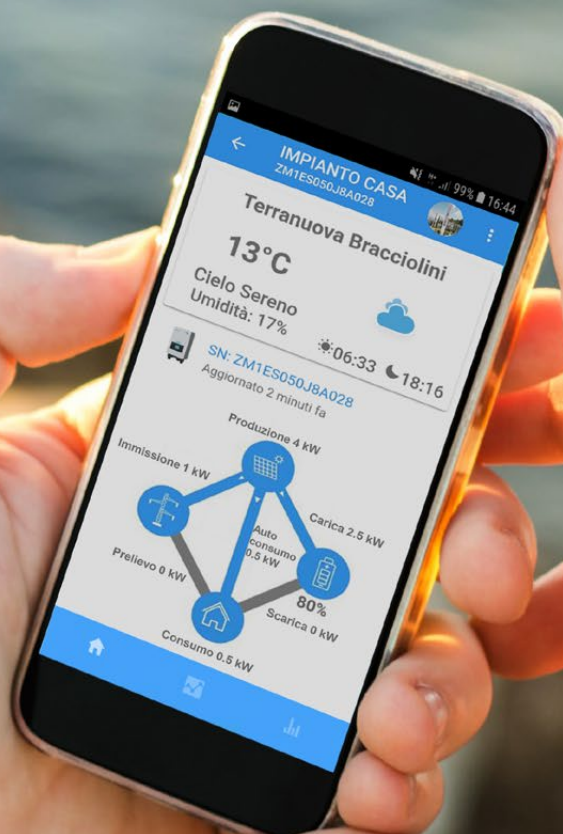 99% 16:44
IMPIANTO CASA
ZM1ES050J8A028
Terranuova Bracciolini
13°C
Cielo Sereno
Umidità: 17%
06:33 18:16
SN: ZM1ES050J8A028
Aggiornato 2 minuti fa
Produzione 4 kW
Immissione 1 kW
Carica 2.5 kW
Auto
consumo
0.5 kW
Prelievo 0 kW
80%
Scarica 0 kW
Consumo 0.5 kW